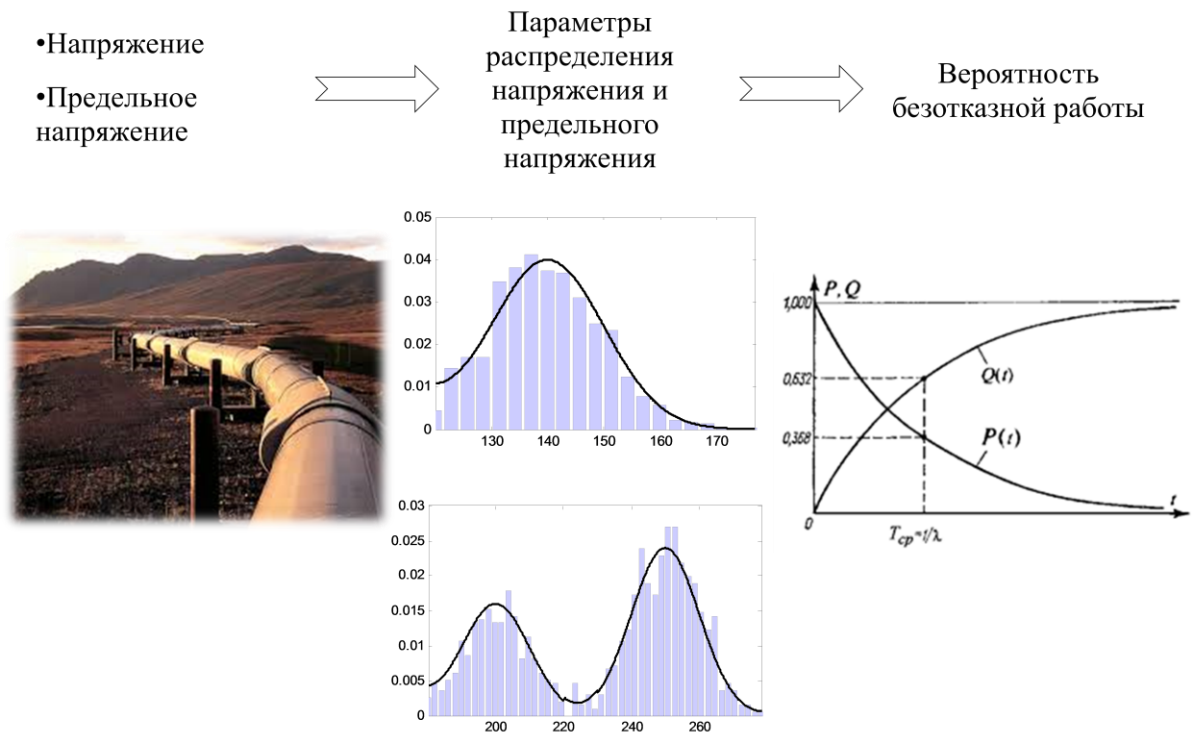 •Напряжение
•Предельное
напряжение
Параметры
распределения
напряжения и
предельного
напряжения
Вероятность
безотказной работы
0.05
0.04
0.03
0.02
0.01
0
130 140 150 160 170
0.03
0.025
0.02
0.015
0.01
0.005
0
200 220 240 260
P, Q
1,000
0,632
0,368
0
Q(t)
P(t)
t
Tср=1/λ